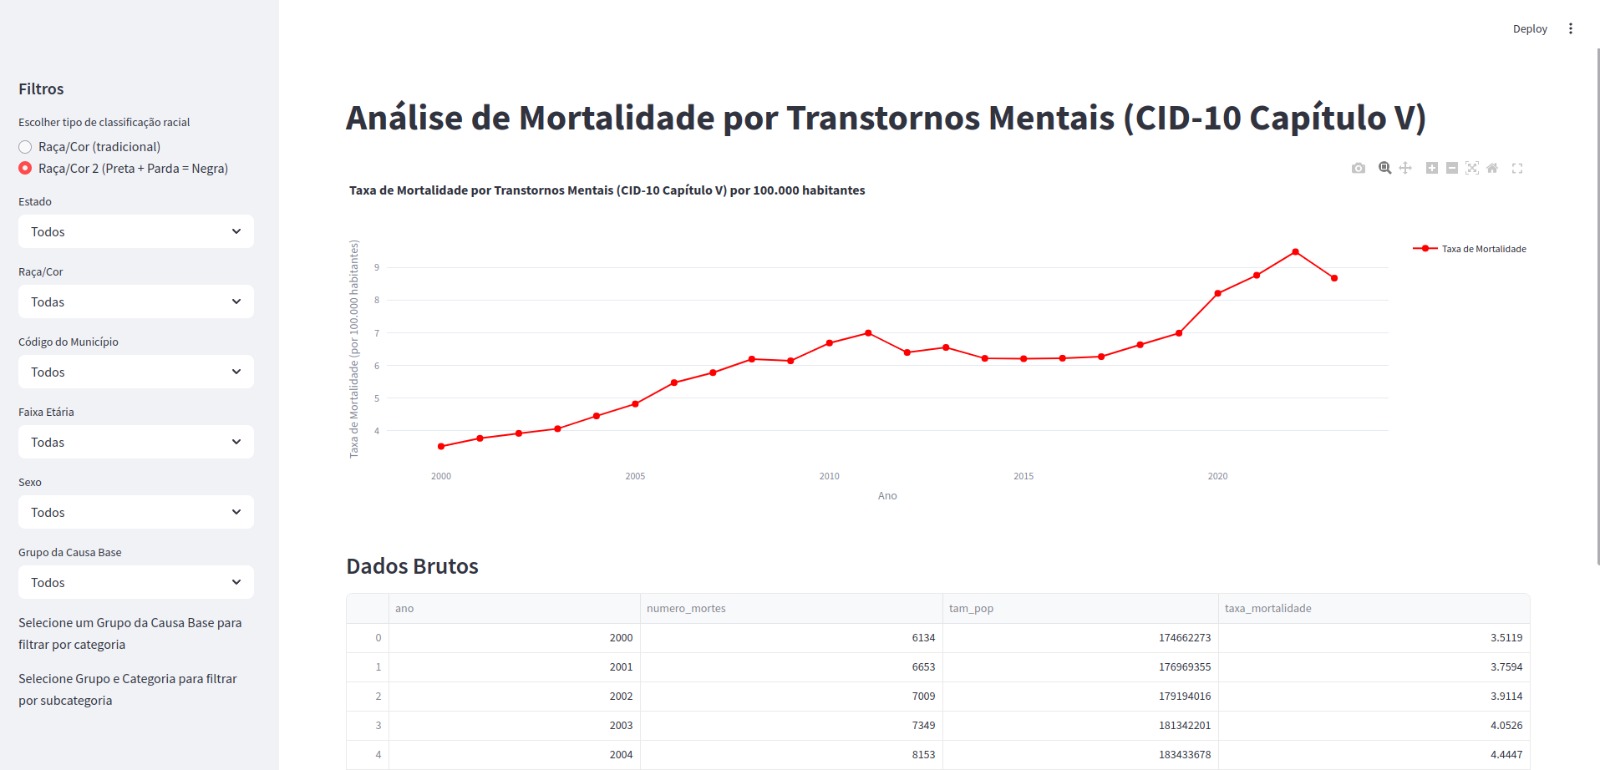 Deploy
Filtros
Escolher tipo de classificação racial
Raça/Cor (tradicional)
Raça/Cor 2 (Preta + Parda = Negra)
Estado
Todos
Raça/Cor
Todas
Código do Município
Todos
Faixa Etária
Todas
Sexo
Todos
Grupo da Causa Base
Todos
Selecione um Grupo da Causa Base para
filtrar por categoria
Selecione Grupo e Categoria para filtrar
por subcategoria
Análise de Mortalidade por Transtornos Mentais (CID-10 Capítulo V)
Taxa de Mortalidade por Transtornos Mentais (CID-10 Capítulo V) por 100.000 habitantes
Taxa de Mortalidade (por 100.000 habitantes)
9
8
7
6
5
4
2000 2005 2010 2015 2020
Ano
Taxa de Mortalidade
Dados Brutos
ano numero_mortes tam_pop taxa_mortalidade
0 2000 6134 174662273 3.5119
1 2001 6653 176969355 3.7594
2 2002 7009 179194016 3.9114
3 2003 7349 181342201 4.0526
4 2004 8153 183433678 4.4447